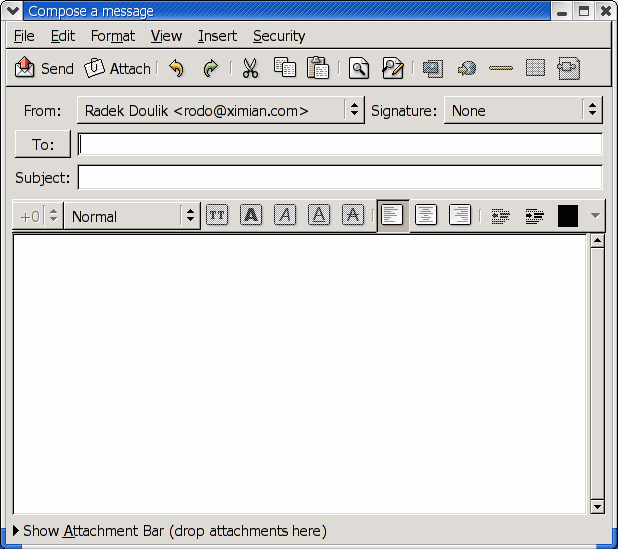 Compose a message
File Edit Format View Insert Security
Send Attach
From: Radek Doulik <rodo@ximian.com> Signature: None
To:
Subject:
+0 Normal TT A A A A
Show Attachment Bar (drop attachments here)